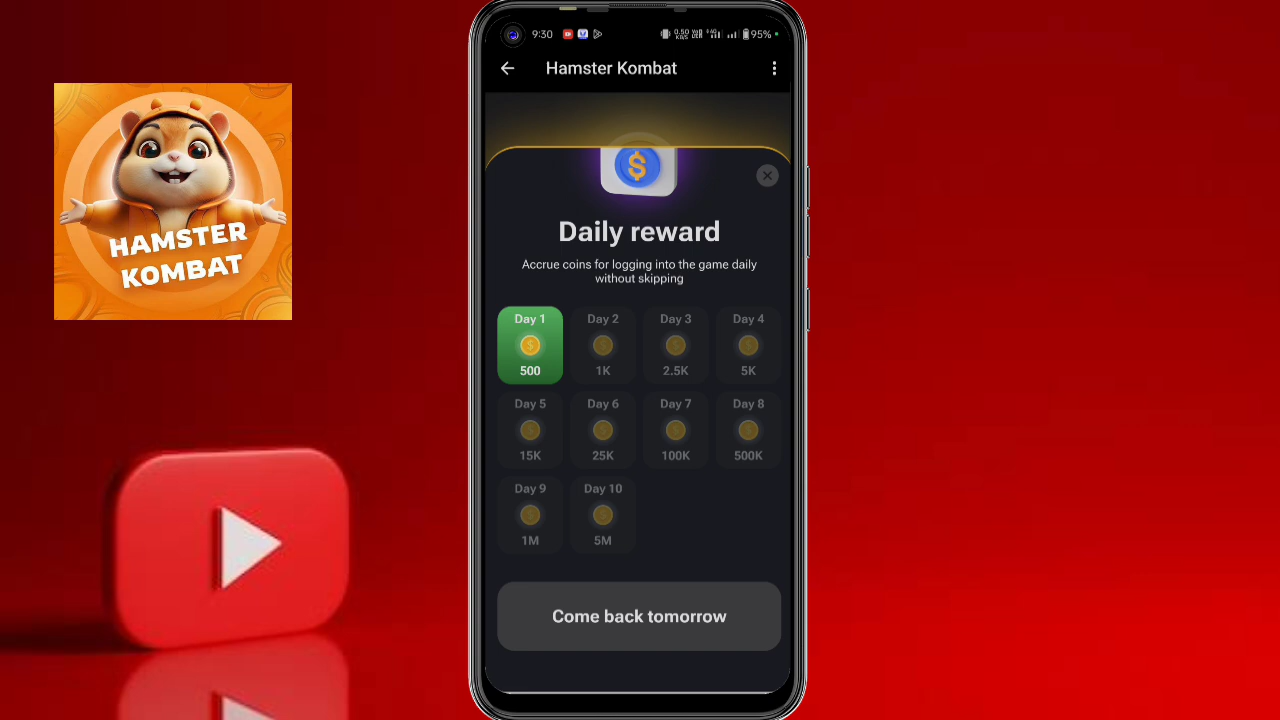 HAMSTER
KOMBAT
9:30
95%
Hamster Kombat
Daily reward
Accrue coins for logging into the game daily
without skipping
Day 1
500
Day 2
1K
Day 3
2.5K
Day 4
5K
Day 5
15K
Day 6
25K
Day 7
100K
Day 8
500K
Day 9
1M
Day 10
5M
Come back tomorrow